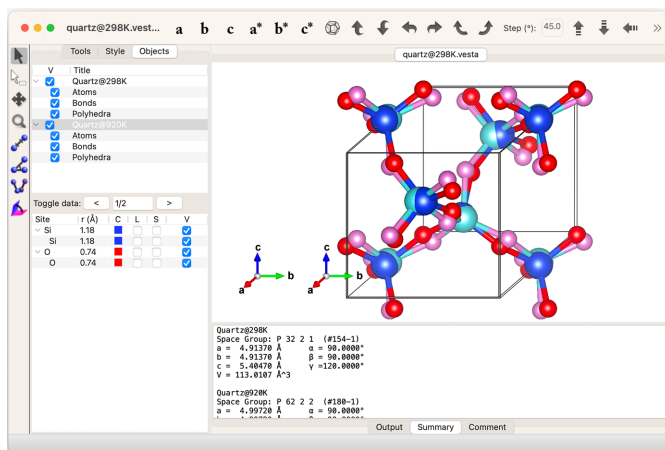 quartz@298K.vest... a b c a* b* c* Step (°): 45.0 »
Tools Style Objects
quartz@298K.vesta
V Title
Quartz@298K
Atoms
Bonds
Polyhedra
Quartz@920K
Atoms
Bonds
Polyhedra
Toggle data: < 1/2 >
Site r (Å) C L S V
Si 1.18
Si 1.18
O 0.74
O 0.74
c c
b b
a a
Quartz@298K
Space Group: P 32 2 1 (#154-1)
a = 4.91370 Å α = 90.0000°
b = 4.91370 Å β = 90.0000°
c = 5.40470 Å γ =120.0000°
V = 113.0107 Å^3
Quartz@920K
Space Group: P 62 2 2 (#180-1)
a = 4.99720 Å α = 90.0000°
Output Summary Comment